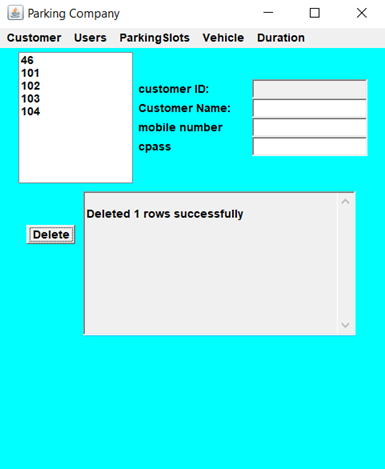 Parking Company
Customer Users ParkingSlots Vehicle Duration
46
101
102
103
104
customer ID:
Customer Name:
mobile number
cpass
Deleted 1 rows successfully
Delete